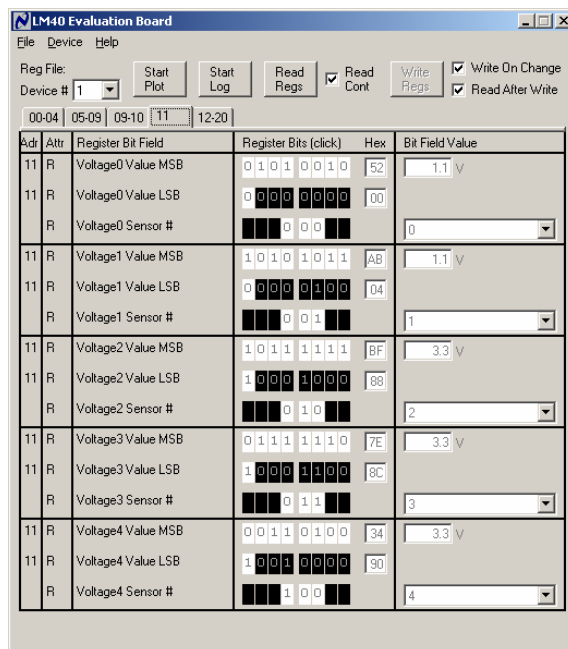 LM40 Evaluation Board
File Device Help
Reg File:
Device # 1
Start Plot
Start Log
Read Regs
Read Cont
Write Regs
Write On Change
Read After Write
00-04 05-09 09-10 11 12-20
Adr Attr Register Bit Field Register Bits (click) Hex Bit Field Value
11 R Voltage0 Value MSB 0 1 0 1 0 0 1 0 52 1.1 V
11 R Voltage0 Value LSB 0 0 0 0 0 0 0 0 00
R Voltage0 Sensor # 0 0 0 0
11 R Voltage1 Value MSB 1 0 1 0 1 0 1 1 AB 1.1 V
11 R Voltage1 Value LSB 0 0 0 0 0 1 0 0 04
R Voltage1 Sensor # 0 0 1 1
11 R Voltage2 Value MSB 1 0 1 1 1 1 1 1 BF 3.3 V
11 R Voltage2 Value LSB 1 0 0 0 1 0 0 0 88
R Voltage2 Sensor # 0 1 0 2
11 R Voltage3 Value MSB 0 1 1 1 1 1 1 0 7E 3.3 V
11 R Voltage3 Value LSB 1 0 0 0 1 1 0 0 8C
R Voltage3 Sensor # 0 1 1 3
11 R Voltage4 Value MSB 0 0 1 1 0 1 0 0 34 3.3 V
11 R Voltage4 Value LSB 1 0 0 1 0 0 0 0 90
R Voltage4 Sensor # 1 0 0 4